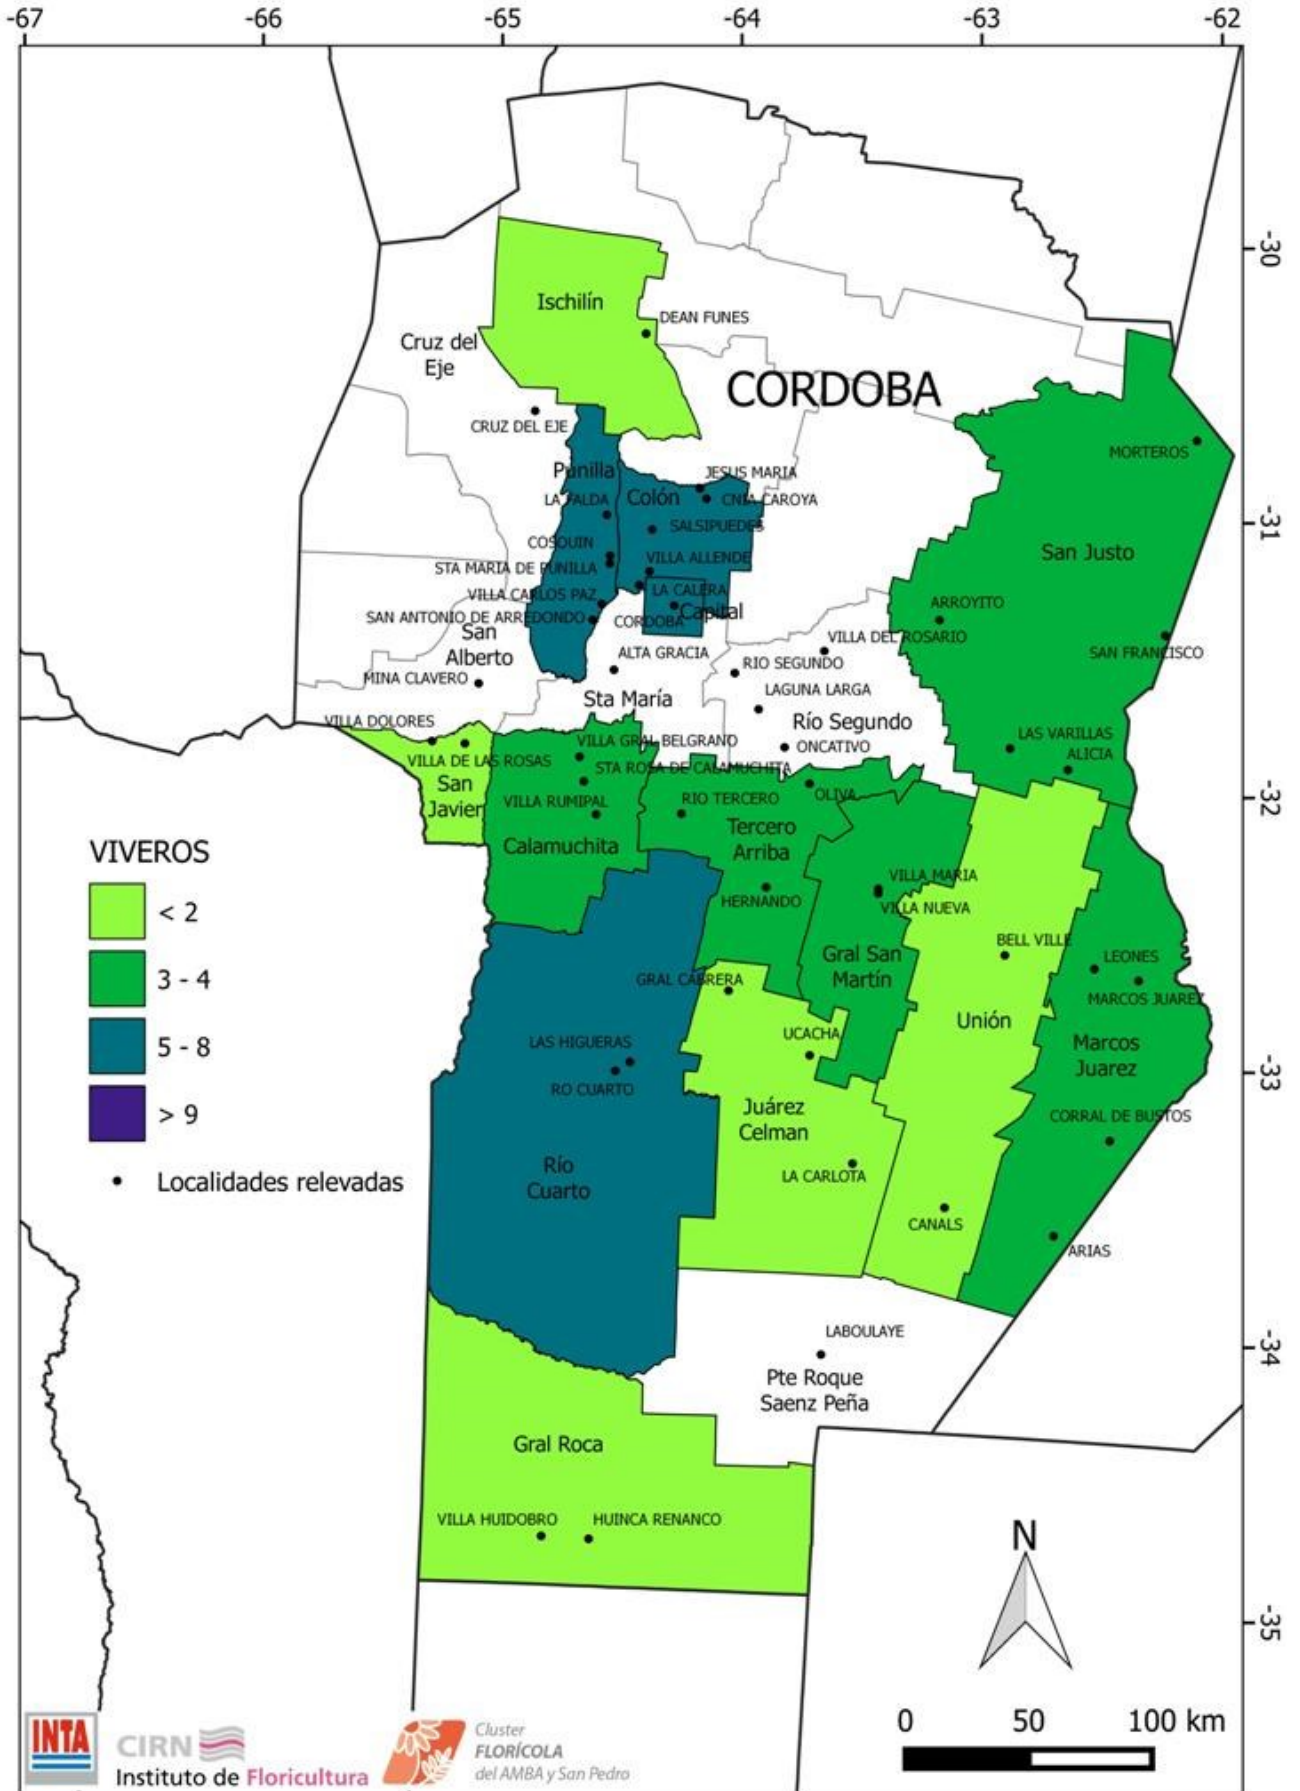 -67
-66
-65
-64
-63
-62
-30
Ischilín
DEAN FUNES
Cruz del
Eje
CORDOBA
CRUZ DEL EJE
MORTEROS
Punilla
JESUS MARIA
LA FALDA
Colón
CNIA CAROYA
-31
SALSIPUEDES
COSQUIN
VILLA ALLENDE
San Justo
STA MARIA DE PUNILLA
VILLA CARLOS PAZ
LA CALERA
ARROYITO
SAN ANTONIO DE ARREDONDO
CORDOBA
Capital
San
Alberto
VILLA DEL ROSARIO
SAN FRANCISCO
ALTA GRACIA
RIO SEGUNDO
MINA CLAVERO
LAGUNA LARGA
Sta María
VILLA DOLORES
Río Segundo
VILLA GRAL BELGRANO
ONCATIVO
LAS VARILLAS
ALICIA
VILLA DE LAS ROSAS
STA ROSA DE CALAMUCHITA
San
Javier
VILLA RUMIPAL
RIO TERCERO
OLIVA
-32
Tercero
Arriba
Calamuchita
VIVEROS
HERNANDO
VILLA MARIA
VILLA NUEVA
< 2
BELL VILLE
Gral San
Martín
LEONES
3 - 4
GRAL CABRERA
MARCOS JUAREZ
Unión
UCACHA
5 - 8
LAS HIGUERAS
Marcos
Juarez
RO CUARTO
-33
> 9
Juárez
Celman
CORRAL DE BUSTOS
Localidades relevadas
Río
Cuarto
LA CARLOTA
CANALS
ARIAS
LABOULAYE
-34
Pte Roque
Saenz Peña
Gral Roca
VILLA HUIDOBRO
HUINCA RENANCO
N
-35
0
50
100 km
INTA
CIRN
Instituto de Floricultura
Cluster
FLORÍCOLA
del AMBA y San Pedro